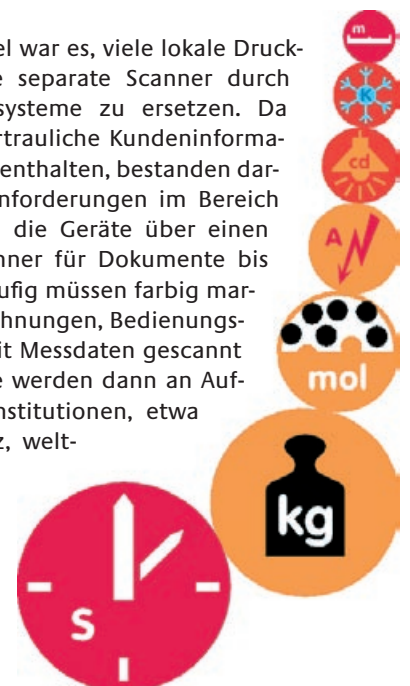 el war es, viele lokale Druck-
e separate Scanner durch
systeme zu ersetzen. Da
rtrauliche Kundeninforma-
enthalten, bestanden dar-
nforderungen im Bereich
die Geräte über einen
nner für Dokumente bis
ufig müssen farbig mar-
chnungen, Bedienungs-
it Messdaten gescannt
e werden dann an Auf-
nstitutionen, etwa
z, welt-
m
K
cd
A
mol
kg
s